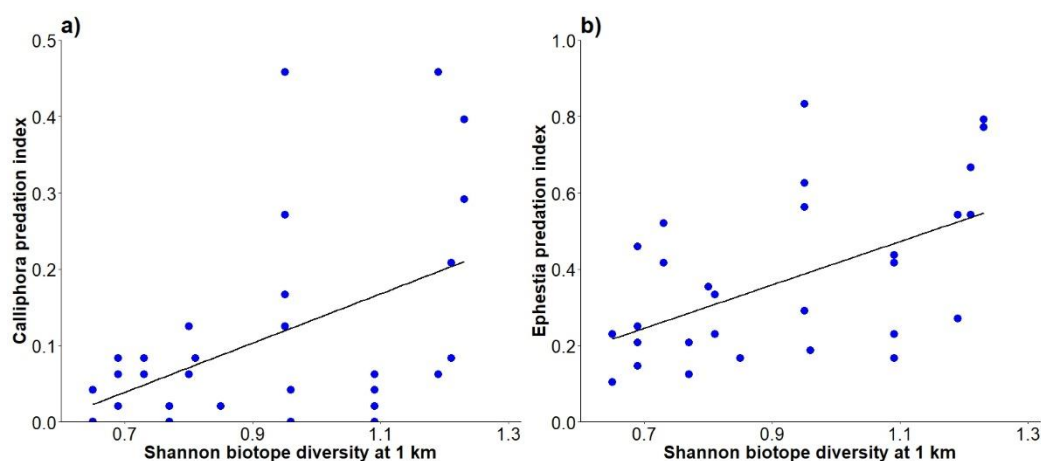 a)
Calliphora predation index
0.5
0.4
0.3
0.2
0.1
0.0
0.7 0.9 1.1 1.3
Shannon biotope diversity at 1 km
b)
Ephestia predation index
1.0
0.8
0.6
0.4
0.2
0.0
0.7 0.9 1.1 1.3
Shannon biotope diversity at 1 km